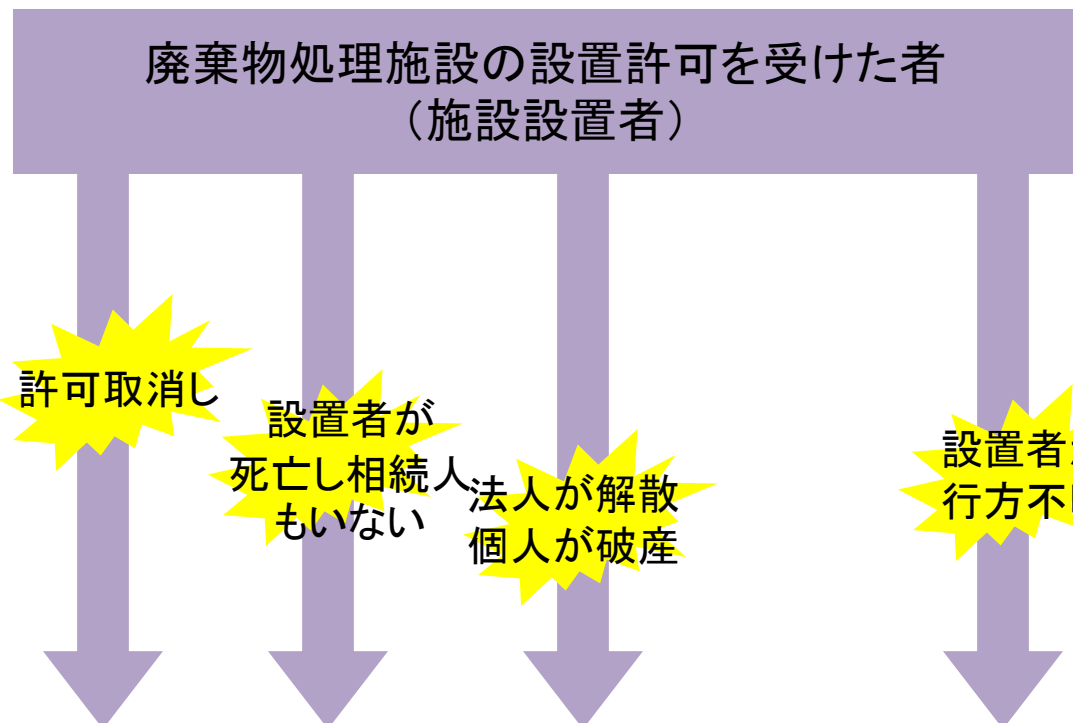 廃棄物処理施設の設置許可を受けた者
（施設設置者）
許可取消し
設置者が
死亡し相続人
もいない
法人が解散
個人が破産
設置者
行方不